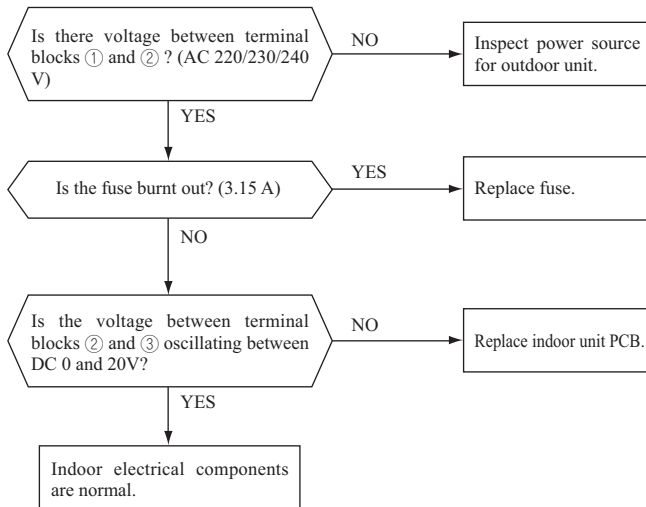 Is there voltage between terminal
blocks ① and ② ? (AC 220/230/240
V)
NO
Inspect power source
for outdoor unit.
YES
Is the fuse burnt out? (3.15 A)
YES
Replace fuse.
NO
Is the voltage between terminal
blocks ② and ③ oscillating between
DC 0 and 20V?
NO
Replace indoor unit PCB.
YES
Indoor electrical components
are normal.